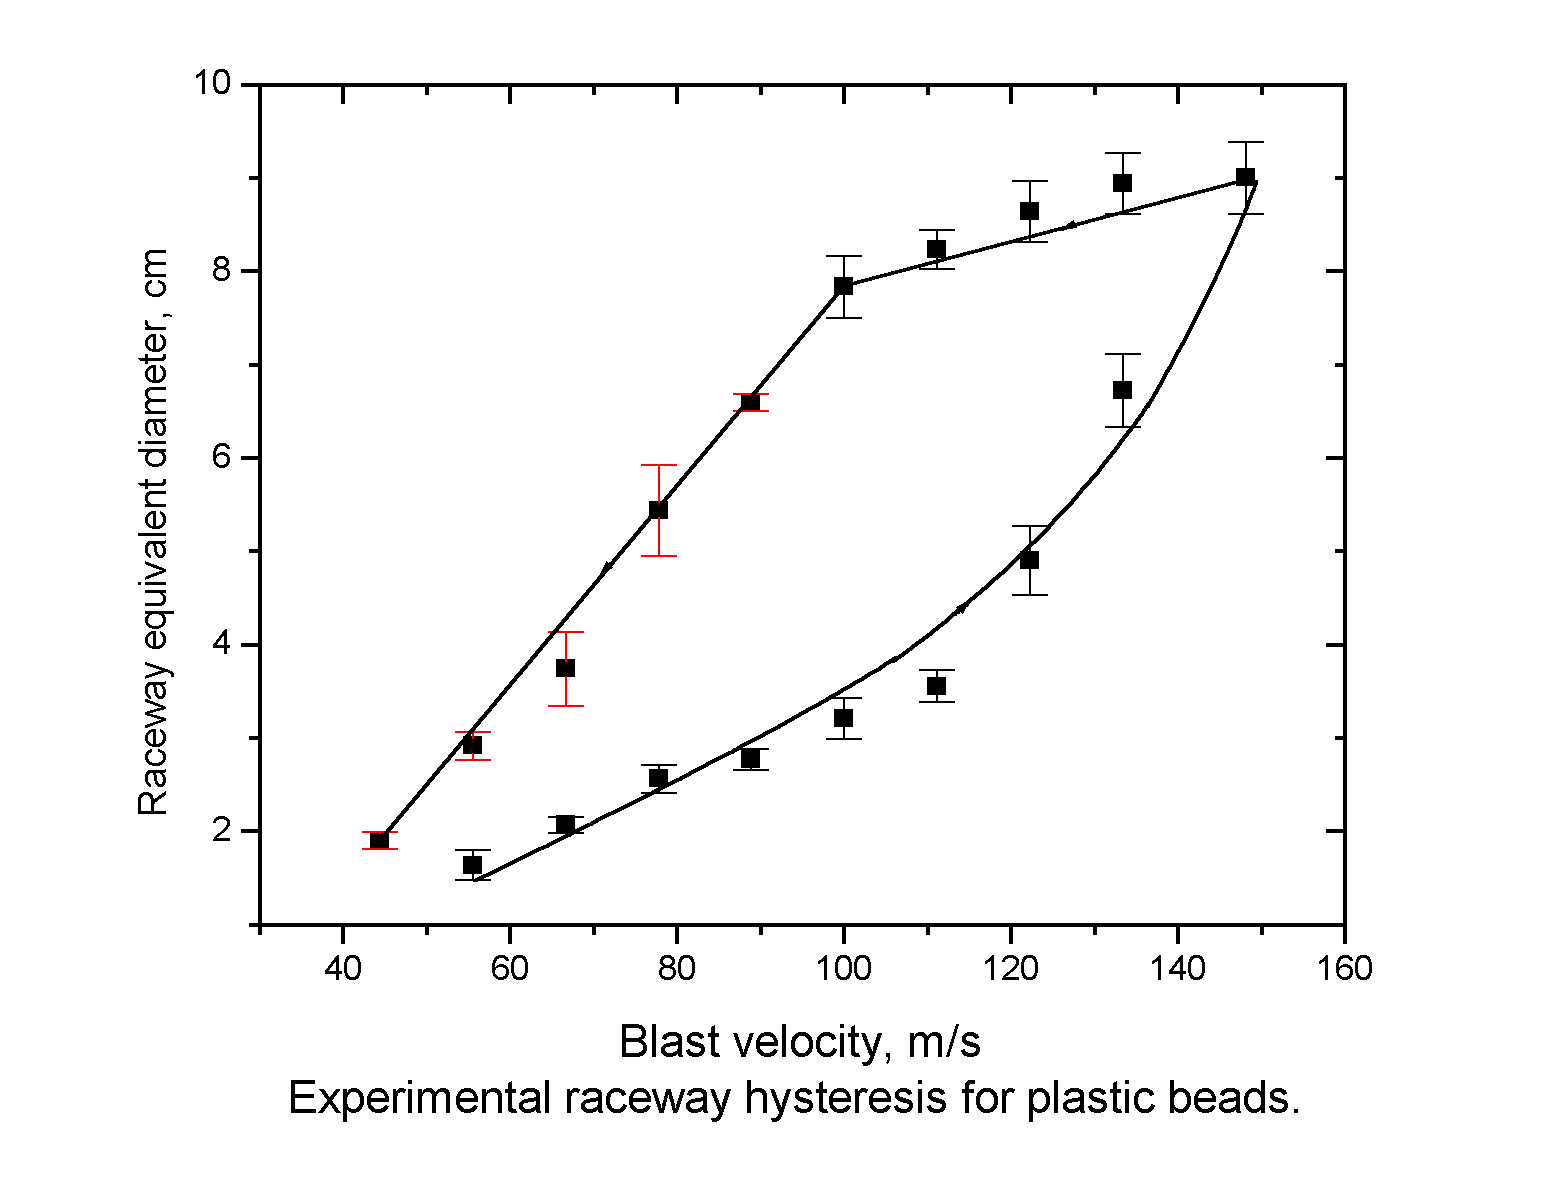 10
8
6
4
2
Raceway equivalent diameter, cm
40 60 80 100 120 140 160
Blast velocity, m/s
Experimental raceway hysteresis for plastic beads.